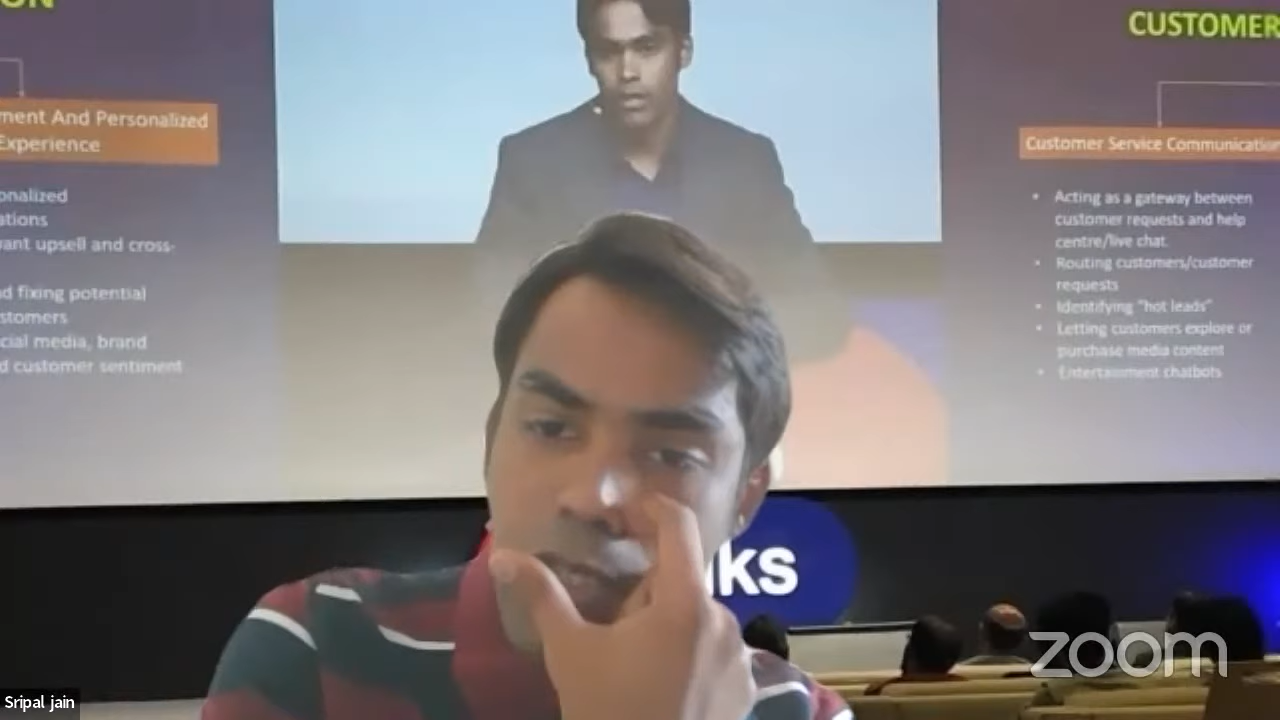 ON
ment And Personalized
Experience
onalized
ations
vant upsell and cross-
d fixing potential
stomers
cial media, brand
d customer sentiment
CUSTOMER
Customer Service Communication
• Acting as a gateway between
customer requests and help
centre/live chat.
• Routing customers/customer
requests
• Identifying "hot leads"
• Letting customers explore or
purchase media content
• Entertainment chatbots
ks
zoom
Sripal jain